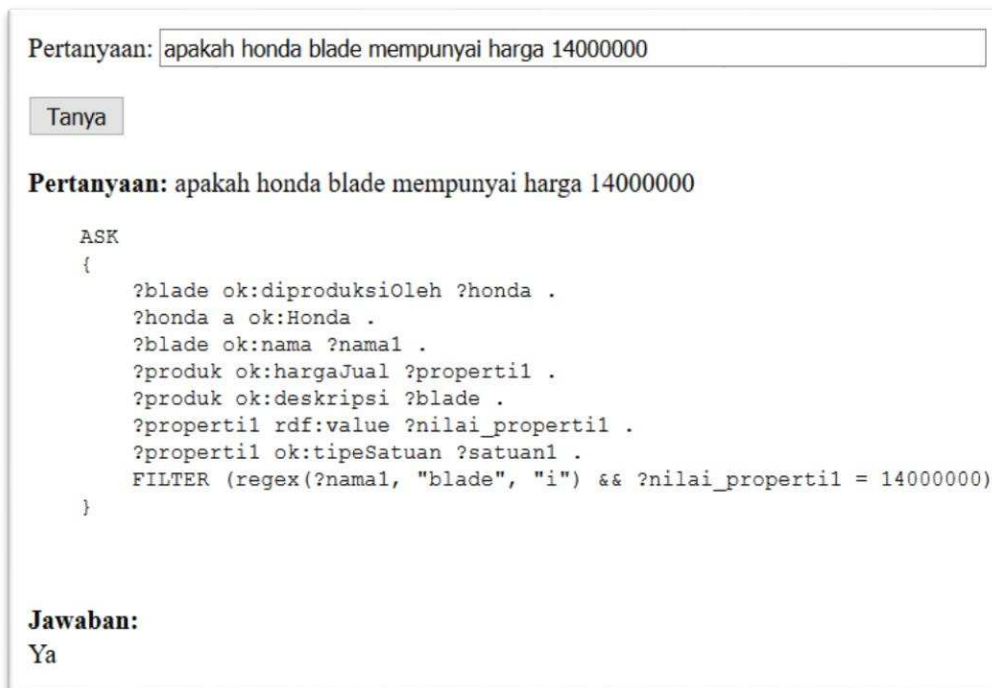 Pertanyaan: apakah honda blade mempunyai harga 14000000
Tanya
Pertanyaan: apakah honda blade mempunyai harga 14000000
ASK
{
?blade ok:diproduksiOleh ?honda .
?honda a ok:Honda .
?blade ok:nama ?nama1 .
?produk ok:hargaJual ?properti1 .
?produk ok:deskripsi ?blade .
?properti1 rdf:value ?nilai_properti1 .
?properti1 ok:tipeSatuan ?satuan1 .
FILTER (regex(?nama1, "blade", "i") && ?nilai_properti1 = 14000000)
}
Jawaban:
Ya